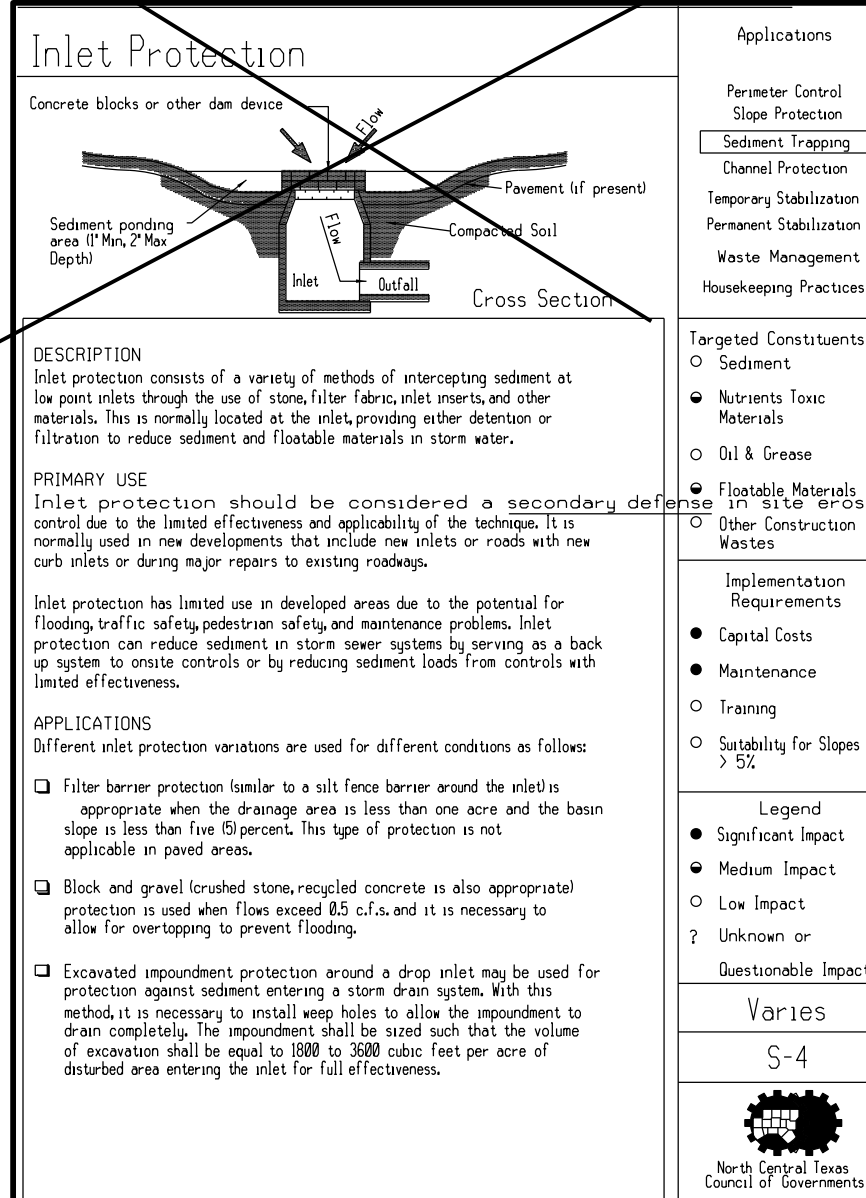 Inlet Protection
Concrete blocks or other dam device
Flow
Pavement (if present)
Sediment ponding
area (1" Min, 2" Max
Depth)
Flow
Compacted Soil
Inlet
Outfall
Cross Section
DESCRIPTION
Inlet protection consists of a variety of methods of intercepting sediment at
low point inlets through the use of stone, filter fabric, inlet inserts, and other
materials. This is normally located at the inlet, providing either detention or
filtration to reduce sediment and floatable materials in storm water.
PRIMARY USE
Inlet protection should be considered a secondary defense in site eros
control due to the limited effectiveness and applicability of the technique. It is
normally used in new developments that include new inlets or roads with new
curb inlets or during major repairs to existing roadways.
Inlet protection has limited use in developed areas due to the potential for
flooding, traffic safety, pedestrian safety, and maintenance problems. Inlet
protection can reduce sediment in storm sewer systems by serving as a back
up system to onsite controls or by reducing sediment loads from controls with
limited effectiveness.
APPLICATIONS
Different inlet protection variations are used for different conditions as follows:
Filter barrier protection (similar to a silt fence barrier around the inlet) is
appropriate when the drainage area is less than one acre and the basin
slope is less than five (5) percent. This type of protection is not
applicable in paved areas.
Block and gravel (crushed stone, recycled concrete is also appropriate)
protection is used when flows exceed 0.5 c.f.s. and it is necessary to
allow for overtopping to prevent flooding.
Excavated impoundment protection around a drop inlet may be used for
protection against sediment entering a storm drain system. With this
method, it is necessary to install weep holes to allow the impoundment to
drain completely. The impoundment shall be sized such that the volume
of excavation shall be equal to 1800 to 3600 cubic feet per acre of
disturbed area entering the inlet for full effectiveness.
Applications
Perimeter Control
Slope Protection
Sediment Trapping
Channel Protection
Temporary Stabilization
Permanent Stabilization
Waste Management
Housekeeping Practices
Targeted Constituents
Sediment
Nutrients Toxic
Materials
Oil & Grease
Floatable Materials
Other Construction
Wastes
Implementation
Requirements
Capital Costs
Maintenance
Training
Suitability for Slopes
> 5%
Legend
Significant Impact
Medium Impact
Low Impact
? Unknown or
Questionable Impact
Varies
S-4
North Central Texas
Council of Governments